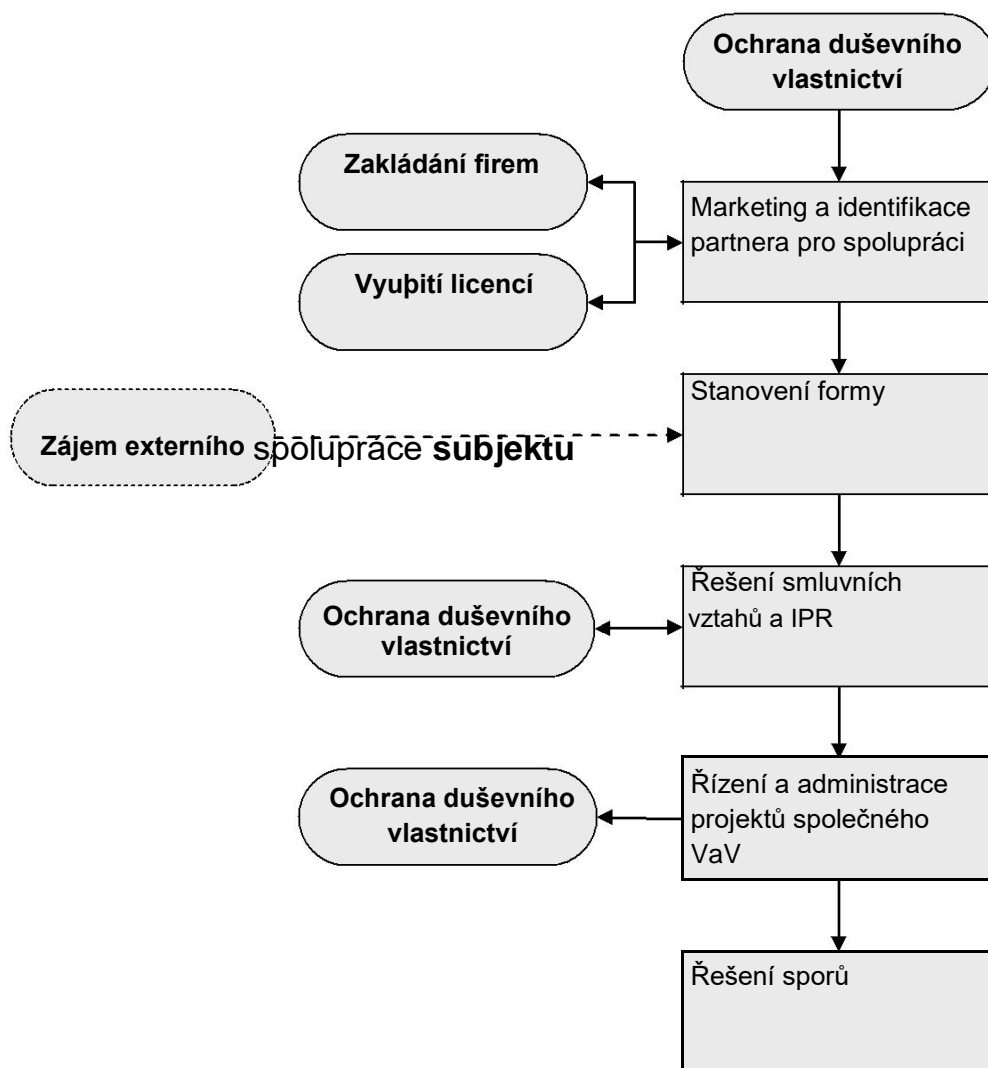 Ochrana duševního
vlastnictví
Zakládání firem
Marketing a identifikace
partnera pro spolupráci
Vyuþití licencí
Stanovení formy
Zájem externího spolupráce subjektu
Řešení smluvních
vztahů a IPR
Ochrana duševního
vlastnictví
Řízení a administrace
projektů společného
VaV
Ochrana duševního
vlastnictví
Řešení sporů